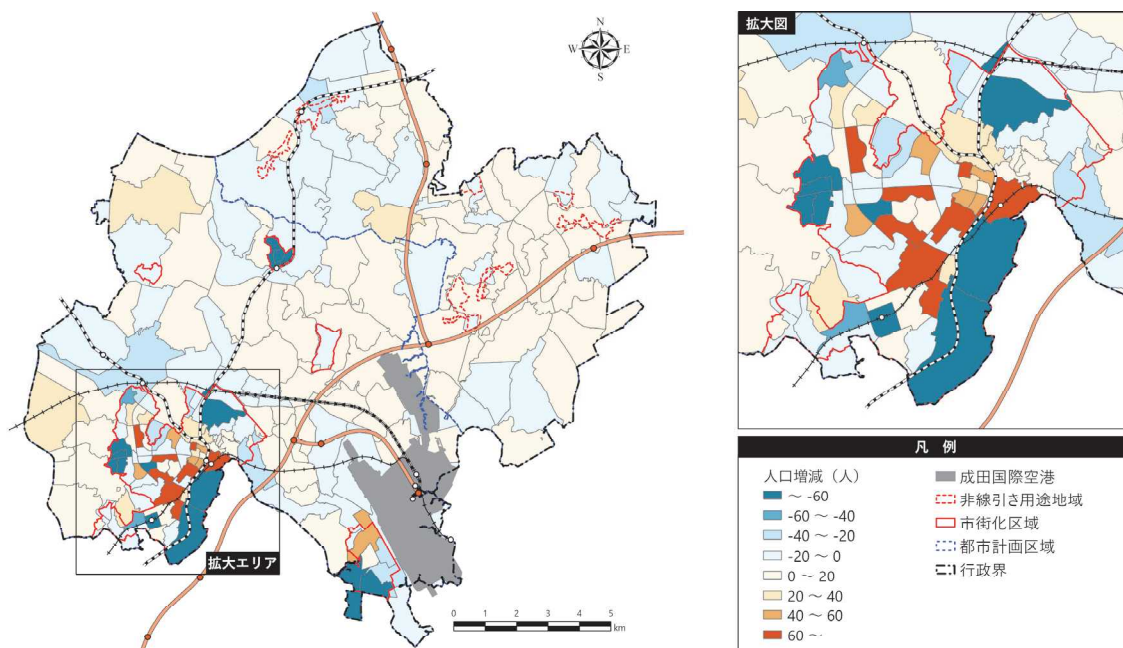 N
W
E
S
拡大エリア
0 1 2 3 4 5
km
拡大図
凡 例
人口増減（人）
～ -60
-60 ～ -40
-40 ～ -20
-20 ～ 0
0 ～ 20
20 ～ 40
40 ～ 60
60 ～
成田国際空港
非線引き用途地域
市街化区域
都市計画区域
行政界